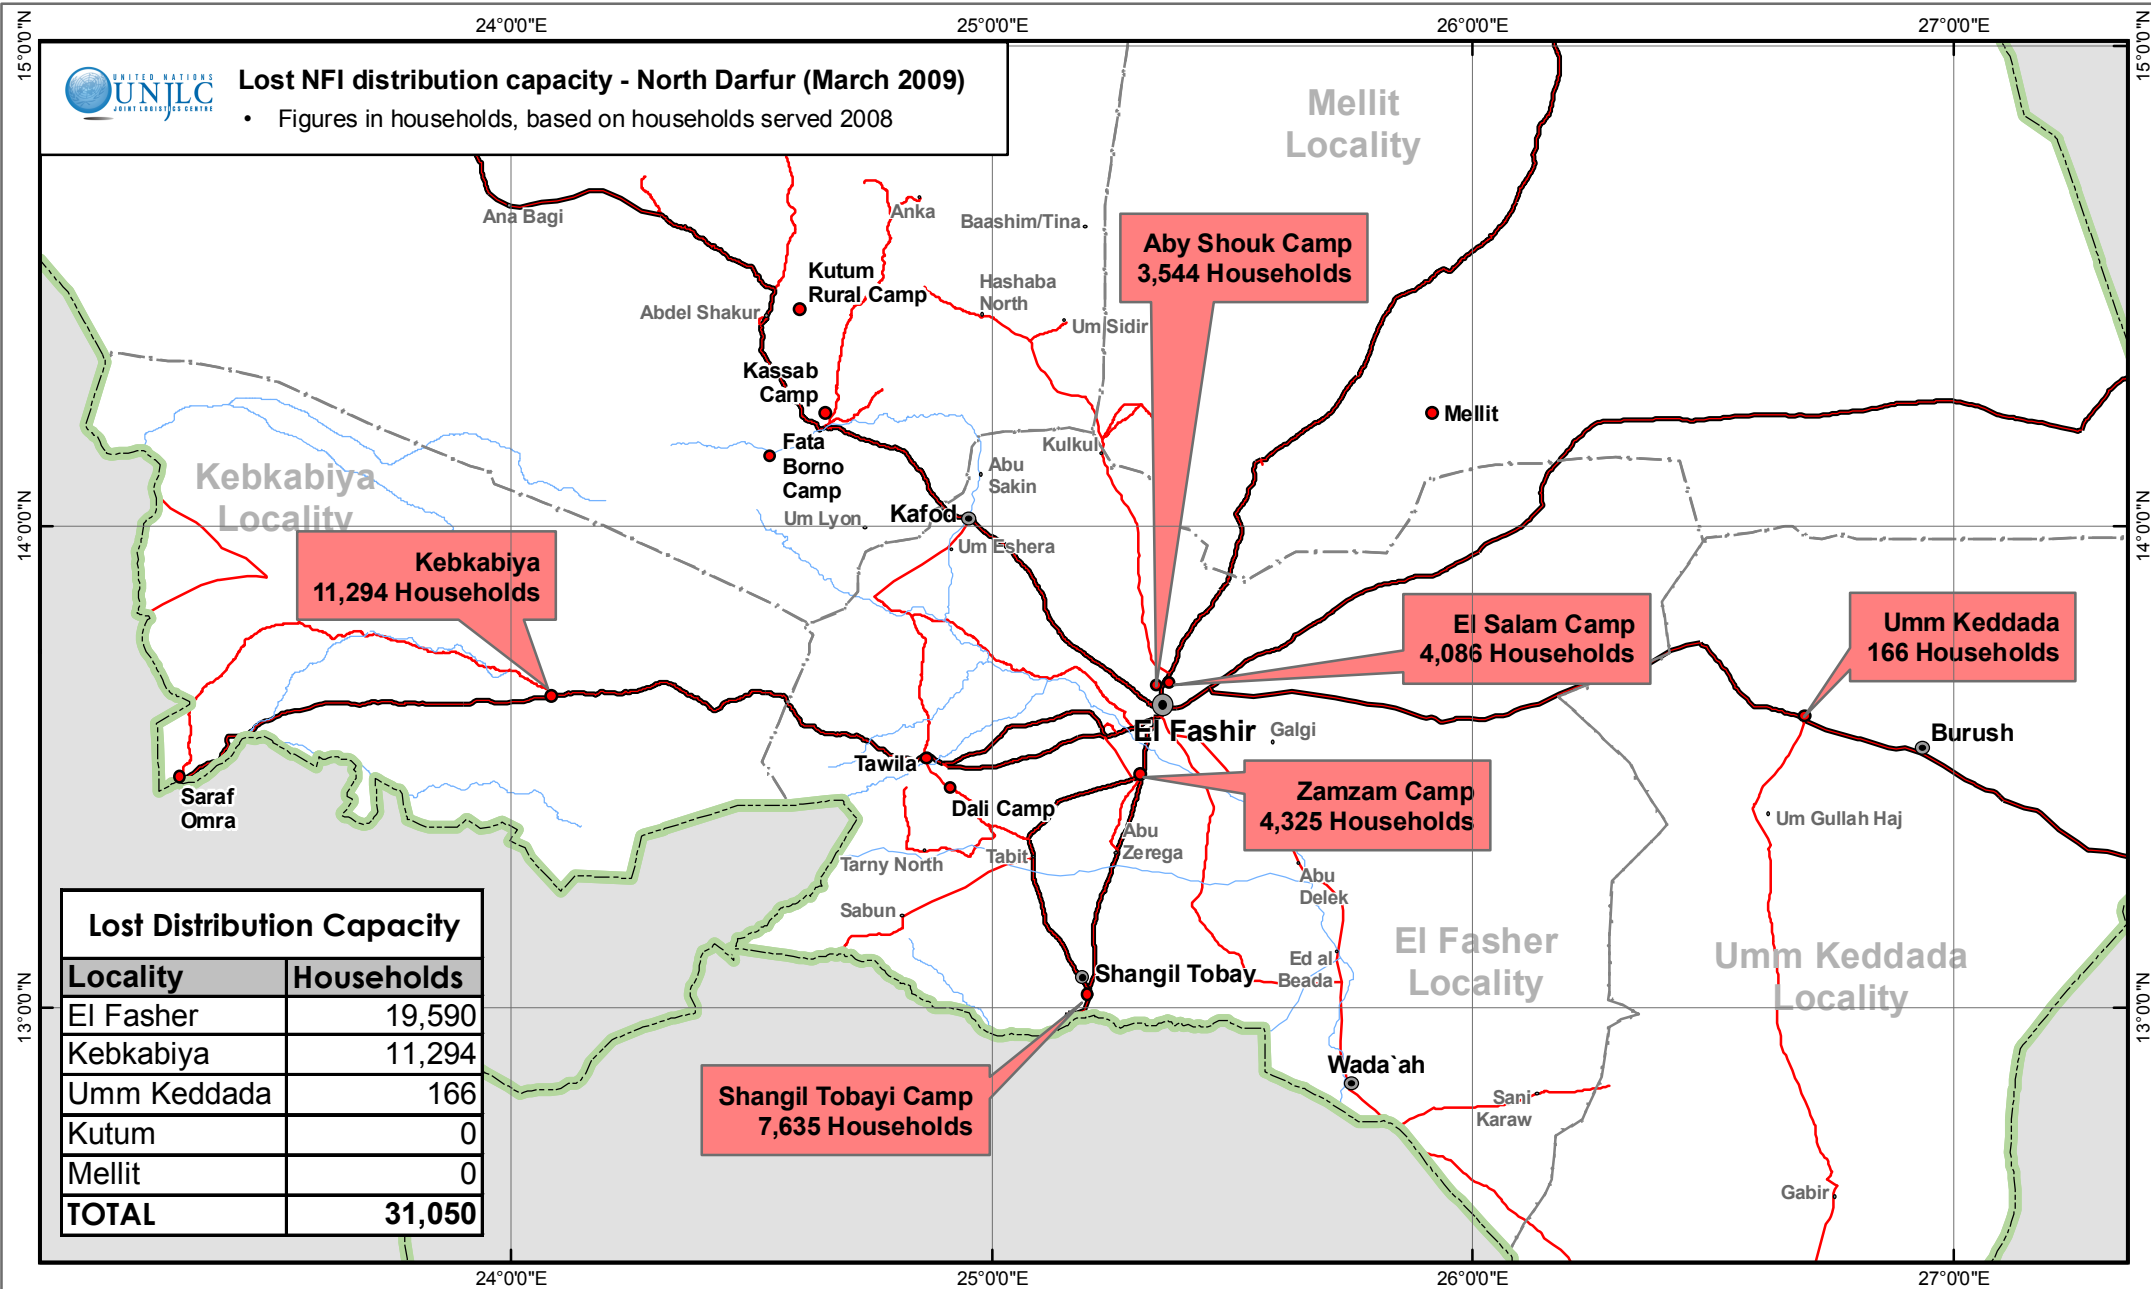 24°0'0"E
25°0'0"E
26°0'0"E
27°0'0"E
15°0'0"N
15°0'0"N
UNITED NATIONS
UNJLC
JOINT LOGISTICS CENTRE
Lost NFI distribution capacity - North Darfur (March 2009)
• Figures in households, based on households served 2008
Mellit
Locality
Ana Bagi
Anka
Baashim/Tina
Aby Shouk Camp
3,544 Households
Kutum
Rural Camp
Hashaba
North
Abdel Shakur
Um Sidir
Kassab
Camp
Mellit
Fata
Borno
Camp
Kulkul
Abu
Sakin
Kebkabiya
Locality
Um Lyon
Kafod
Um Eshera
14°0'0"N
14°0'0"N
Kebkabiya
11,294 Households
El Salam Camp
4,086 Households
Umm Keddada
166 Households
El Fashir
Galgi
Burush
Tawila
Saraf
Omra
Dali Camp
Zamzam Camp
4,325 Households
Um Gullah Haj
Abu
Zerega
Tarny North
Tabit
Abu
Delek
Sabun
El Fasher
Locality
Umm Keddada
Locality
Ed al
Beada
Shangil Tobay
13°0'0"N
13°0'0"N
Wada`ah
Shangil Tobayi Camp
7,635 Households
Sani
Karaw
Gabir
Lost Distribution Capacity
Locality Households
El Fasher 19,590
Kebkabiya 11,294
Umm Keddada 166
Kutum 0
Mellit 0
TOTAL 31,050
24°0'0"E
25°0'0"E
26°0'0"E
27°0'0"E